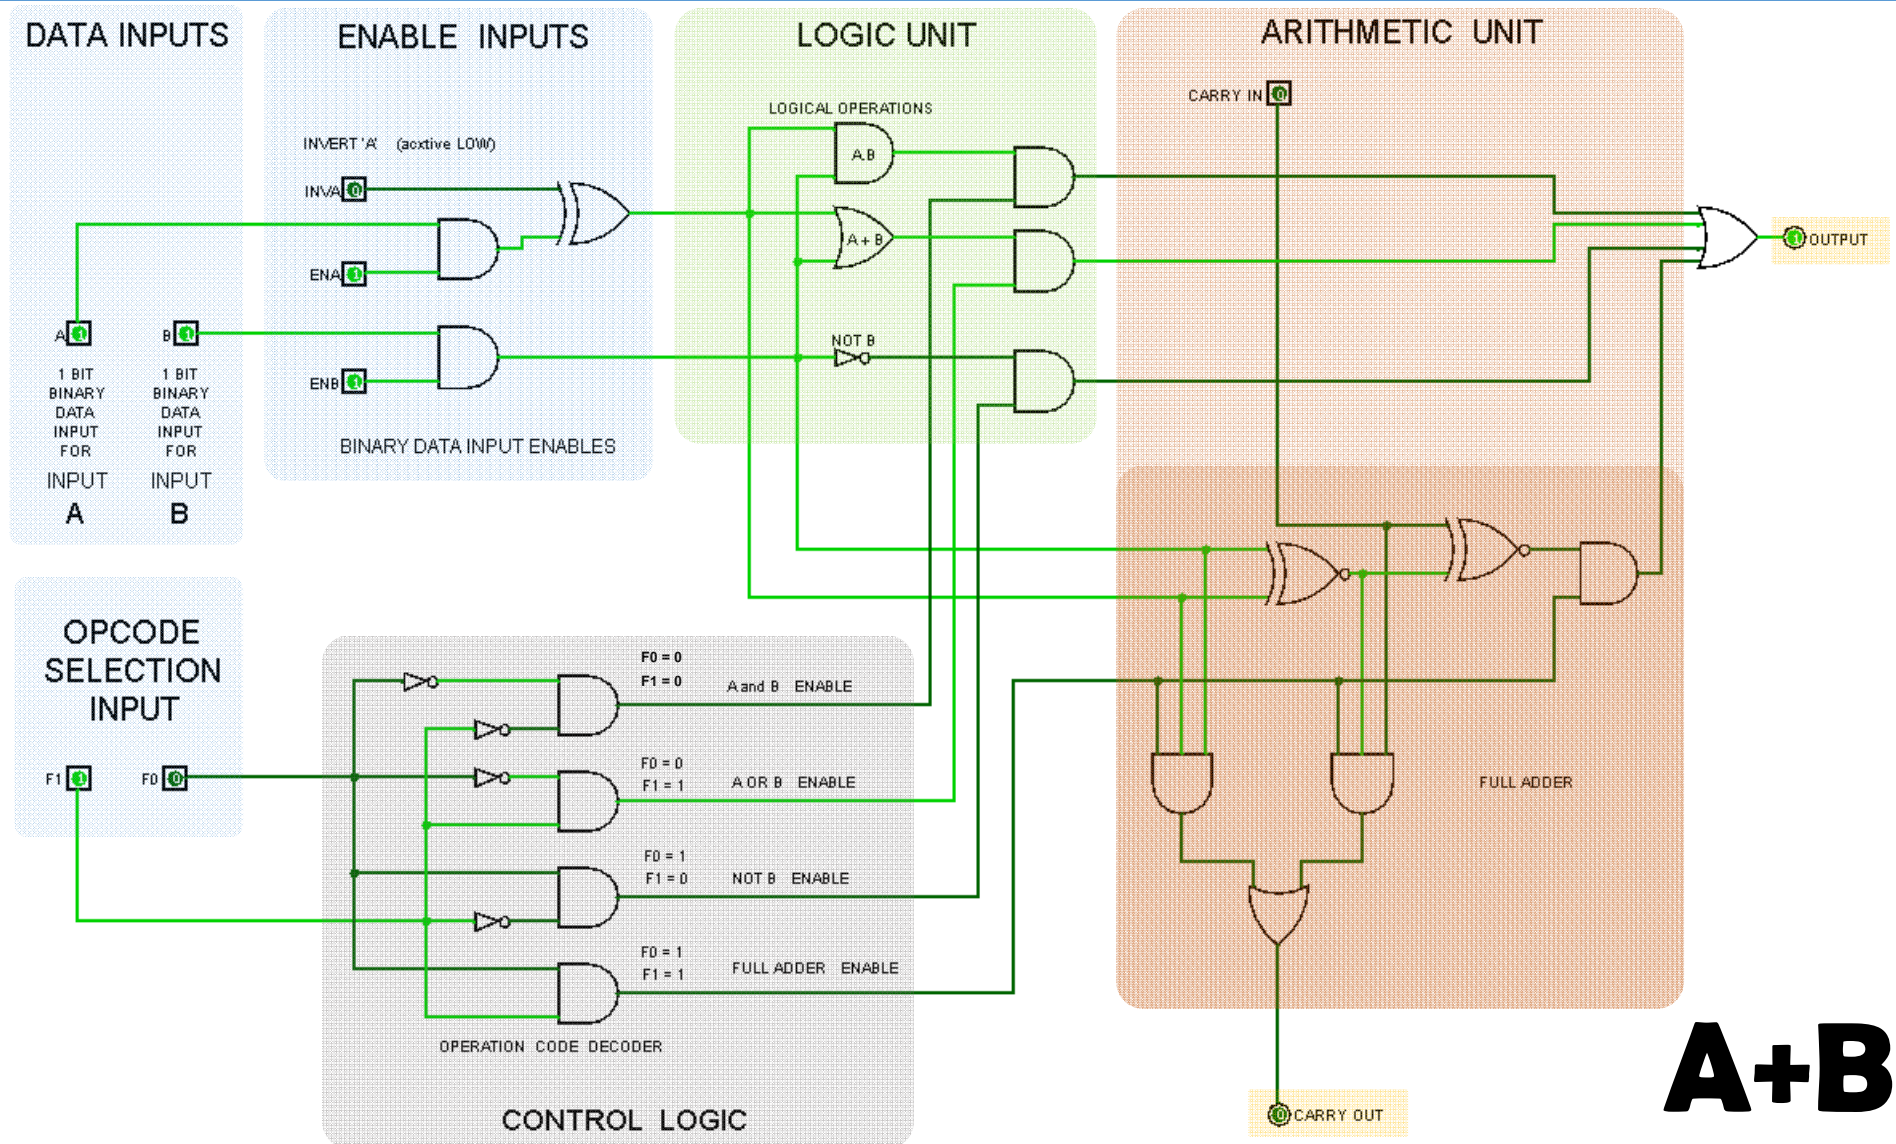 DATA INPUTS
ENABLE INPUTS
LOGIC UNIT
ARITHMETIC UNIT
INVERT 'A' (acxtive LOW)
INVA 0
ENA 1
ENB 1
BINARY DATA INPUT ENABLES
A 1
B 1
1 BIT
BINARY
DATA
INPUT
FOR
INPUT
A
1 BIT
BINARY
DATA
INPUT
FOR
INPUT
B
LOGICAL OPERATIONS
A.B
A + B
NOT B
CARRY IN 0
1 OUTPUT
OPCODE
SELECTION
INPUT
F1 1
F0 0
F0 = 0
F1 = 0
A and B ENABLE
F0 = 0
F1 = 1
A OR B ENABLE
F0 = 1
F1 = 0
NOT B ENABLE
F0 = 1
F1 = 1
FULL ADDER ENABLE
OPERATION CODE DECODER
CONTROL LOGIC
FULL ADDER
0 CARRY OUT
A+B